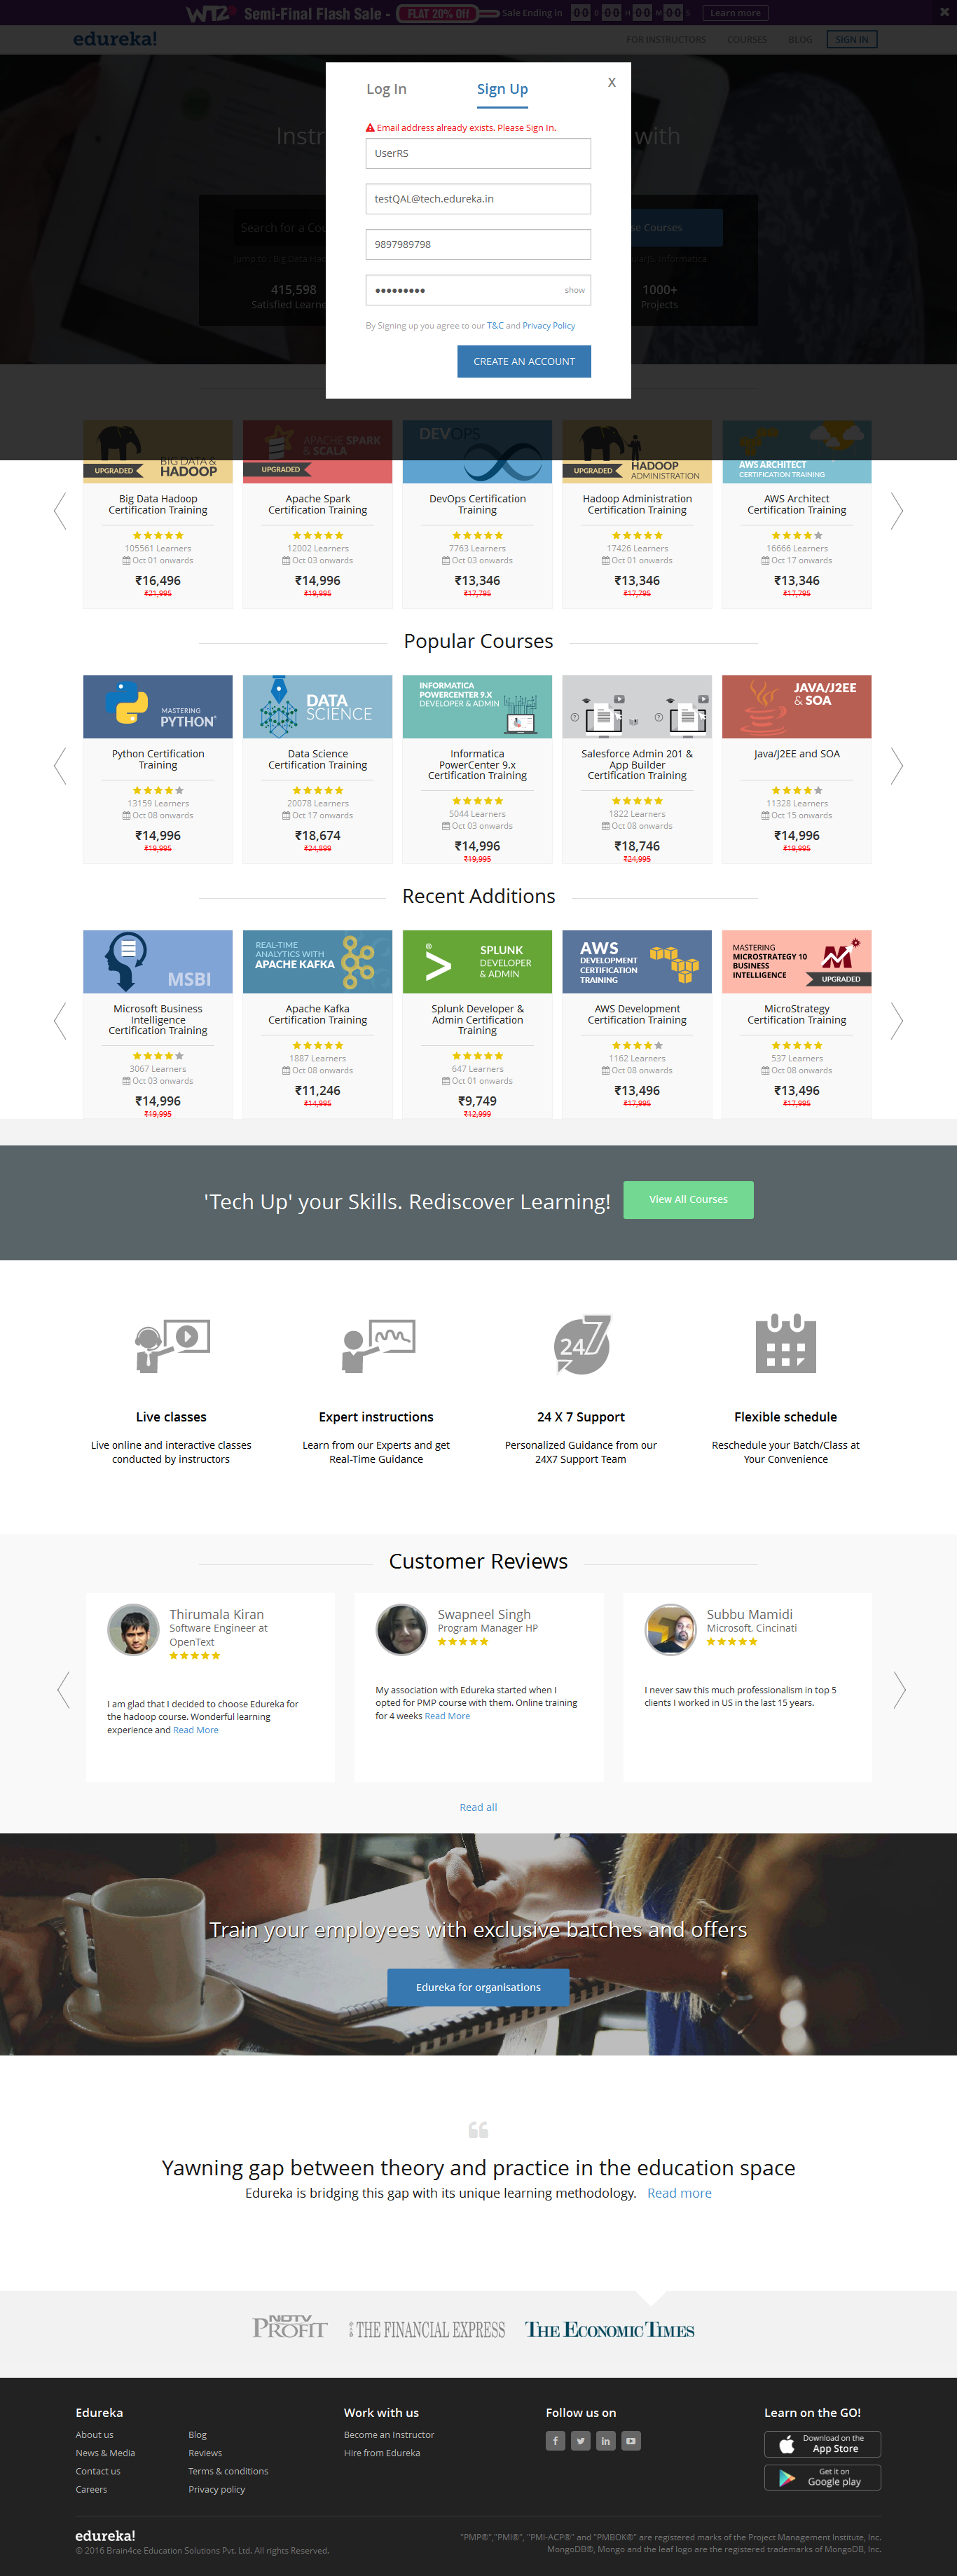 WTF Semi-Final Flash Sale - FLAT 20% Off Sale Ending in 00 D 00 H 00 M 00 S Learn more
edureka! FOR INSTRUCTORS COURSES BLOG SIGN IN
Log In Sign Up X
Instr with
Email address already exists. Please Sign In.
UserRS
testQAL@tech.edureka.in
Search for a Cou se Courses
9897989798
415,598 1000+
Satisfied Learne Projects
••••••••• show
By Signing up you agree to our T&C and Privacy Policy
CREATE AN ACCOUNT
BIG DATA & HADOOP UPGRADED
APACHE SPARK & SCALA UPGRADED
DEVOPS
HADOOP ADMINISTRATION UPGRADED
AWS ARCHITECT CERTIFICATION TRAINING
Big Data Hadoop
Certification Training
105561 Learners
Oct 01 onwards
₹16,496
₹21,995
Apache Spark
Certification Training
12002 Learners
Oct 03 onwards
₹14,996
₹19,995
DevOps Certification
Training
7763 Learners
Oct 03 onwards
₹13,346
₹17,795
Hadoop Administration
Certification Training
17426 Learners
Oct 01 onwards
₹13,346
₹17,795
AWS Architect
Certification Training
16666 Learners
Oct 17 onwards
₹13,346
₹17,795
Popular Courses
MASTERING
PYTHON
Python Certification
Training
13159 Learners
Oct 08 onwards
₹14,996
₹19,995
DATA
SCIENCE
Data Science
Certification Training
20078 Learners
Oct 17 onwards
₹18,674
₹24,899
INFORMATICA
POWERCENTER 9.X
DEVELOPER & ADMIN
Informatica
PowerCenter 9.x
Certification Training
5044 Learners
Oct 03 onwards
₹14,996
₹19,995
Salesforce Admin 201 &
App Builder
Certification Training
1822 Learners
Oct 08 onwards
₹18,746
₹24,995
JAVA/J2EE
& SOA
Java/J2EE and SOA
11328 Learners
Oct 15 onwards
₹14,996
₹19,995
Recent Additions
MSBI
Microsoft Business
Intelligence
Certification Training
3067 Learners
Oct 03 onwards
₹14,996
₹19,995
REAL-TIME
ANALYTICS WITH
APACHE KAFKA
Apache Kafka
Certification Training
1887 Learners
Oct 08 onwards
₹11,246
₹14,995
SPLUNK
DEVELOPER
& ADMIN
Splunk Developer &
Admin Certification
Training
647 Learners
Oct 01 onwards
₹9,749
₹12,999
AWS
DEVELOPMENT
CERTIFICATION
TRAINING
AWS Development
Certification Training
1162 Learners
Oct 08 onwards
₹13,496
₹17,995
MASTERING
MICROSTRATEGY 10
BUSINESS
INTELLIGENCE
UPGRADED
MicroStrategy
Certification Training
537 Learners
Oct 08 onwards
₹13,496
₹17,995
'Tech Up' your Skills. Rediscover Learning! View All Courses
24 7
Live classes
Live online and interactive classes
conducted by instructors
Expert instructions
Learn from our Experts and get
Real-Time Guidance
24 X 7 Support
Personalized Guidance from our
24X7 Support Team
Flexible schedule
Reschedule your Batch/Class at
Your Convenience
Customer Reviews
Thirumala Kiran
Software Engineer at
OpenText
I am glad that I decided to choose Edureka for
the hadoop course. Wonderful learning
experience and Read More
Swapneel Singh
Program Manager HP
My association with Edureka started when I
opted for PMP course with them. Online training
for 4 weeks Read More
Subbu Mamidi
Microsoft, Cincinati
I never saw this much professionalism in top 5
clients I worked in US in the last 15 years.
Read all
Train your employees with exclusive batches and offers
Edureka for organisations
Yawning gap between theory and practice in the education space
Edureka is bridging this gap with its unique learning methodology. Read more
NDTV PROFIT THE FINANCIAL EXPRESS THE ECONOMIC TIMES
Edureka
About us Blog
News & Media Reviews
Contact us Terms & conditions
Careers Privacy policy
Work with us
Become an Instructor
Hire from Edureka
Follow us on
Learn on the GO!
Download on the
App Store
Get it on
Google play
edureka!
© 2016 Brain4ce Education Solutions Pvt. Ltd. All rights Reserved.
"PMP®","PMI®", "PMI-ACP®" and "PMBOK®" are registered marks of the Project Management Institute, Inc.
MongoDB®, Mongo and the leaf logo are the registered trademarks of MongoDB, Inc.